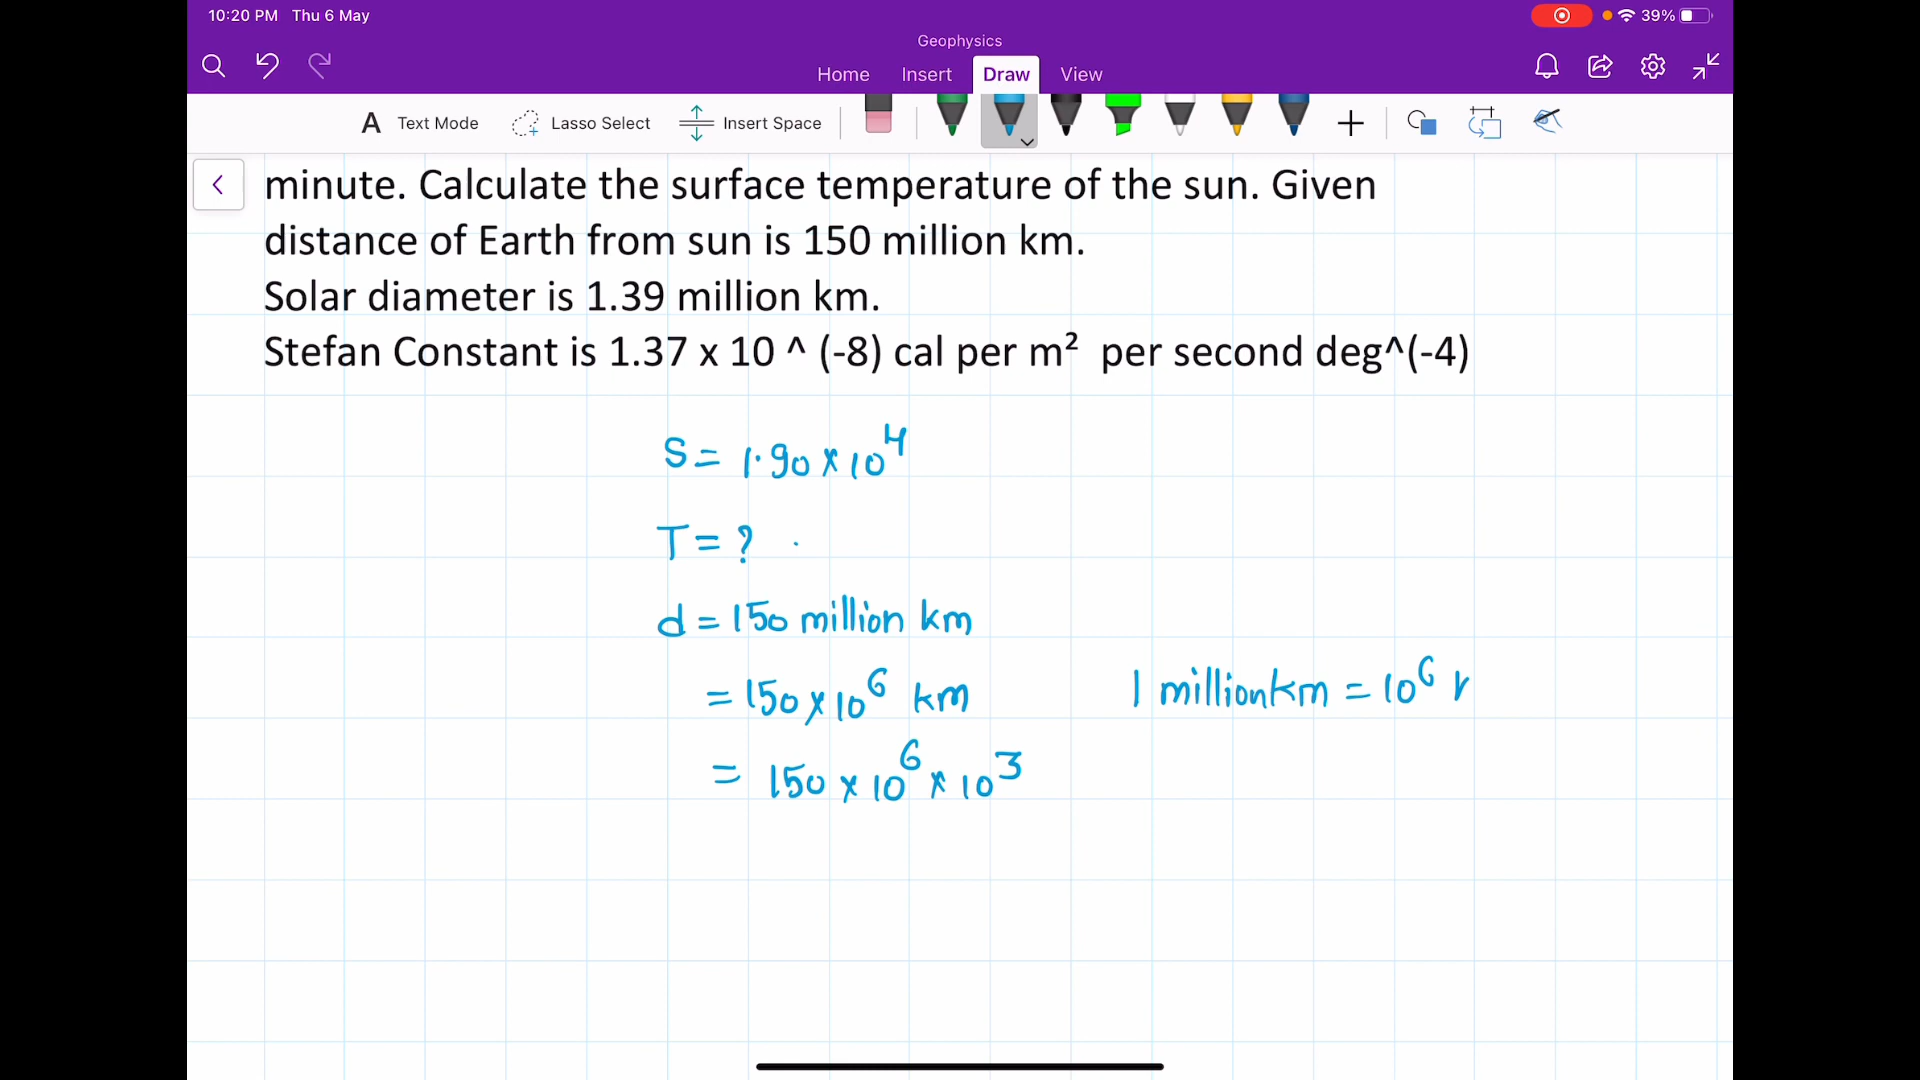 10:20 PM Thu 6 May
39%
Geophysics
Home Insert Draw View
A Text Mode Lasso Select Insert Space
minute. Calculate the surface temperature of the sun. Given
distance of Earth from sun is 150 million km.
Solar diameter is 1.39 million km.
Stefan Constant is 1.37 x 10 ^ (-8) cal per m² per second deg^(-4)
S = 1.90 × 10⁴
T = ?
d = 150 million km
= 150 × 10⁶ km
1 million km = 10⁶
= 150 × 10⁶ × 10³